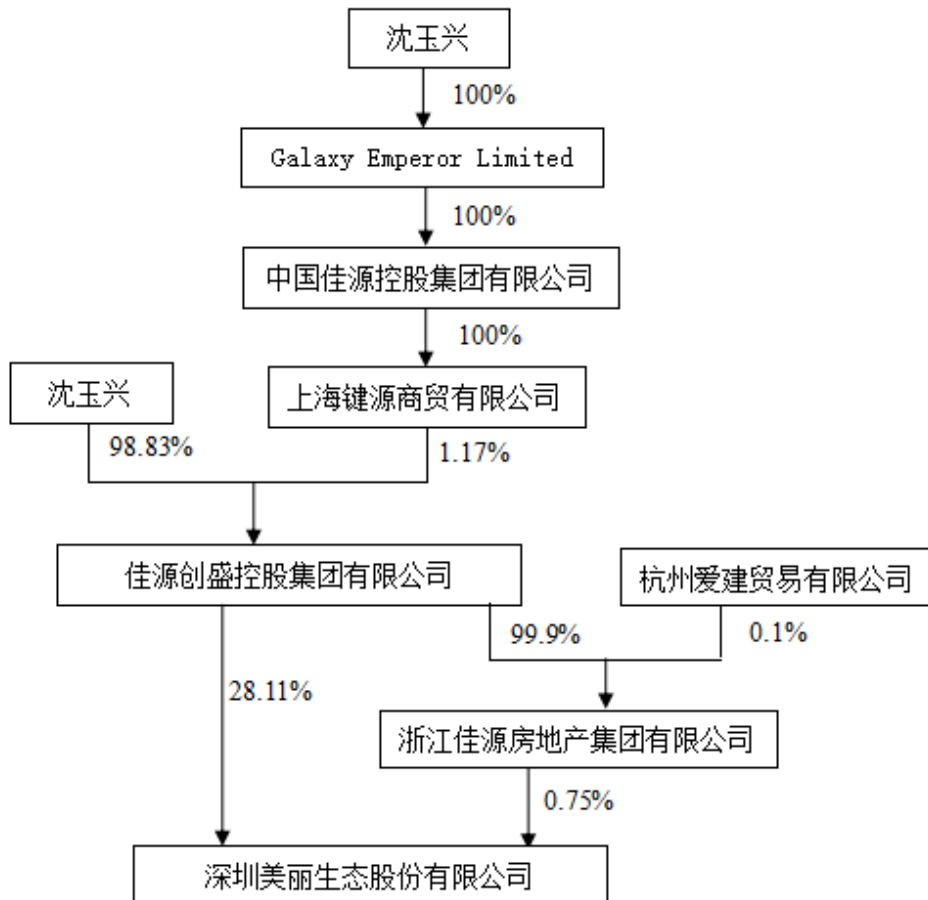 沈玉兴
100%
Galaxy Emperor Limited
100%
中国佳源控股集团有限公司
100%
沈玉兴
上海键源商贸有限公司
98.83%
1.17%
佳源创盛控股集团有限公司
杭州爱建贸易有限公司
99.9%
0.1%
28.11%
浙江佳源房地产集团有限公司
0.75%
深圳美丽生态股份有限公司